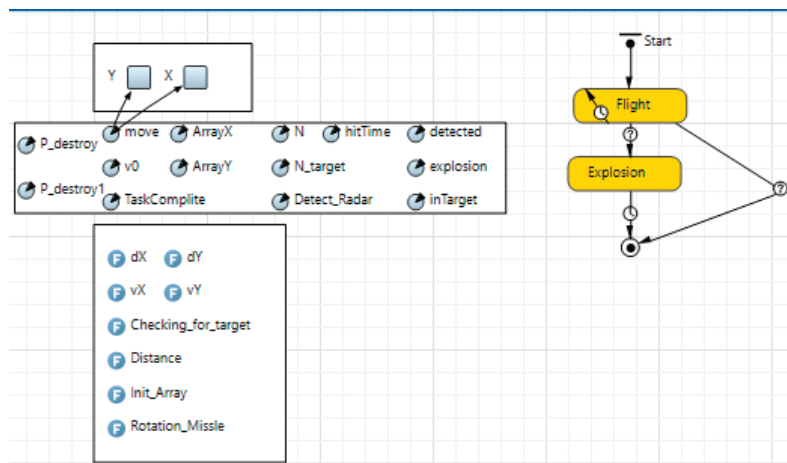 Y X
P_destroy move ArrayX N hitTime detected
v0 ArrayY N_target explosion
P_destroy1 TaskComplite Detect_Radar inTarget
F dX F dY
F vX F vY
F Checking_for_target
F Distance
F Init_Array
F Rotation_Missle
Start
Flight
?
Explosion
?